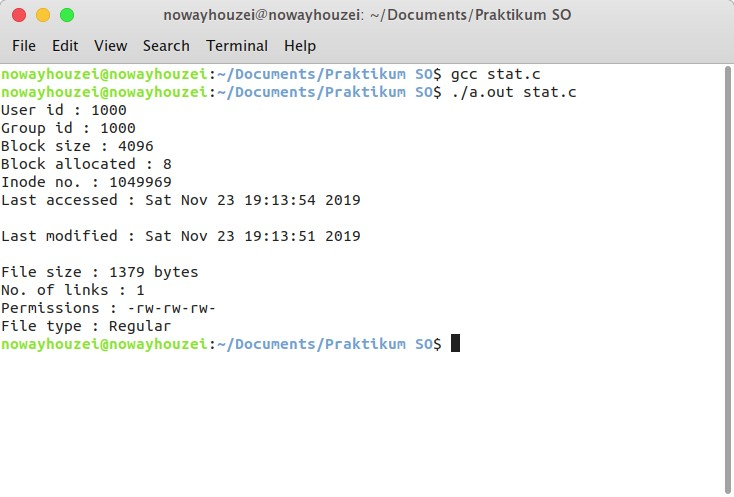 nowayhouzei@nowayhouzei: ~/Documents/Praktikum SO
File Edit View Search Terminal Help
nowayhouzei@nowayhouzei:~/Documents/Praktikum SO$ gcc stat.c
nowayhouzei@nowayhouzei:~/Documents/Praktikum SO$ ./a.out stat.c
User id : 1000
Group id : 1000
Block size : 4096
Block allocated : 8
Inode no. : 1049969
Last accessed : Sat Nov 23 19:13:54 2019
Last modified : Sat Nov 23 19:13:51 2019
File size : 1379 bytes
No. of links : 1
Permissions : -rw-rw-rw-
File type : Regular
nowayhouzei@nowayhouzei:~/Documents/Praktikum SO$